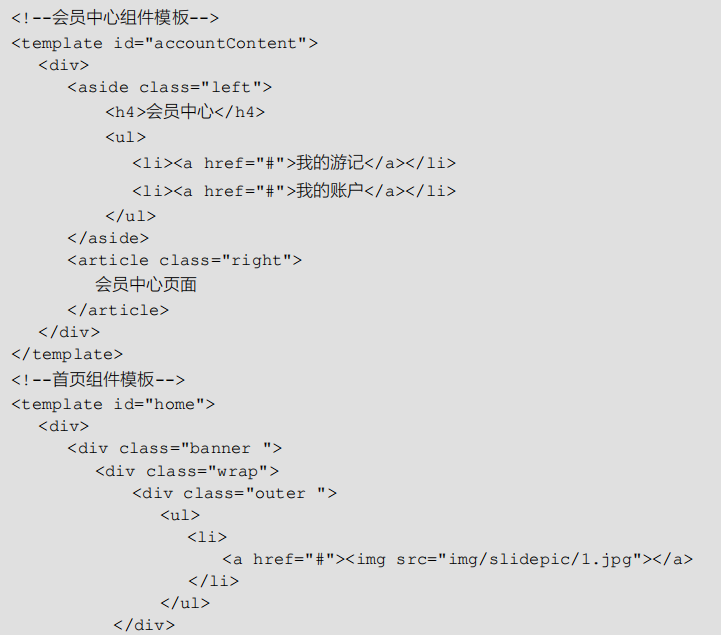 <!--会员中心组件模板-->
<template id="accountContent">
<div>
<aside class="left">
<h4>会员中心</h4>
<ul>
<li><a href="#">我的游记</a></li>
<li><a href="#">我的账户</a></li>
</ul>
</aside>
<article class="right">
会员中心页面
</article>
</div>
</template>
<!--首页组件模板-->
<template id="home">
<div>
<div class="banner ">
<div class="wrap">
<div class="outer ">
<ul>
<li>
<a href="#"><img src="img/slidepic/1.jpg"></a>
</li>
</ul>
</div>